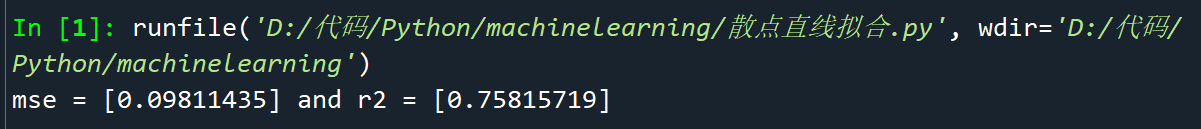 In [1]: runfile('D:/代码/Python/machinelearning/散点直线拟合.py', wdir='D:/代码/
Python/machinelearning')
mse = [0.09811435] and r2 = [0.75815719]